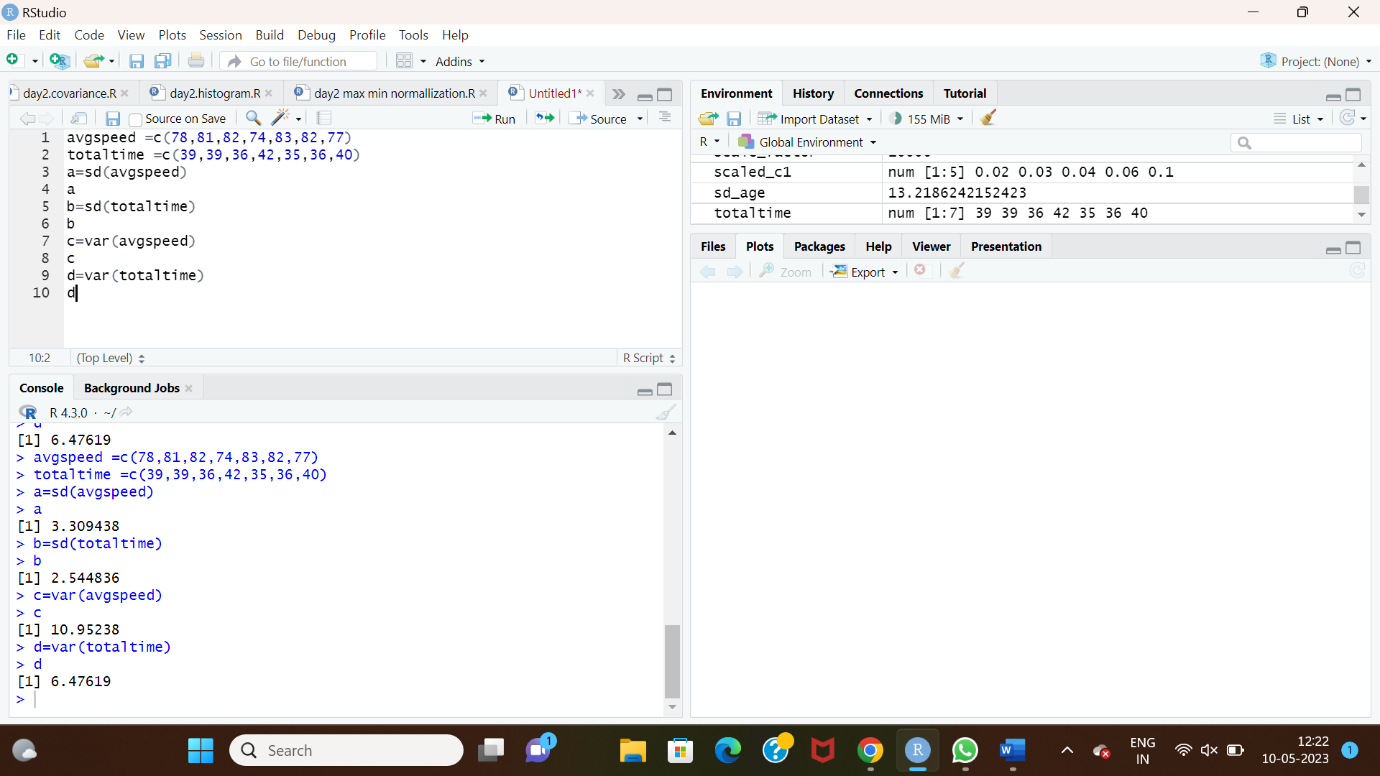 RStudio
File Edit Code View Plots Session Build Debug Profile Tools Help
Go to file/function Addins Project: (None)
day2.covariance.R day2.histogram.R day2 max min normallization.R Untitled1*
Source on Save Run Source
1 avgspeed =c(78,81,82,74,83,82,77)
2 totaltime =c(39,39,36,42,35,36,40)
3 a=sd(avgspeed)
4 a
5 b=sd(totaltime)
6 b
7 c=var(avgspeed)
8 c
9 d=var(totaltime)
10 d
10:2 (Top Level) R Script
Console Background Jobs
R 4.3.0 · ~/
> d
[1] 6.47619
> avgspeed =c(78,81,82,74,83,82,77)
> totaltime =c(39,39,36,42,35,36,40)
> a=sd(avgspeed)
> a
[1] 3.309438
> b=sd(totaltime)
> b
[1] 2.544836
> c=var(avgspeed)
> c
[1] 10.95238
> d=var(totaltime)
> d
[1] 6.47619
>
Environment History Connections Tutorial
Import Dataset 155 MiB List
R Global Environment
scaled_c1 num [1:5] 0.02 0.03 0.04 0.06 0.1
sd_age 13.2186242152423
totaltime num [1:7] 39 39 36 42 35 36 40
Files Plots Packages Help Viewer Presentation
Zoom Export
Search
1
ENG
IN
12:22
10-05-2023
1